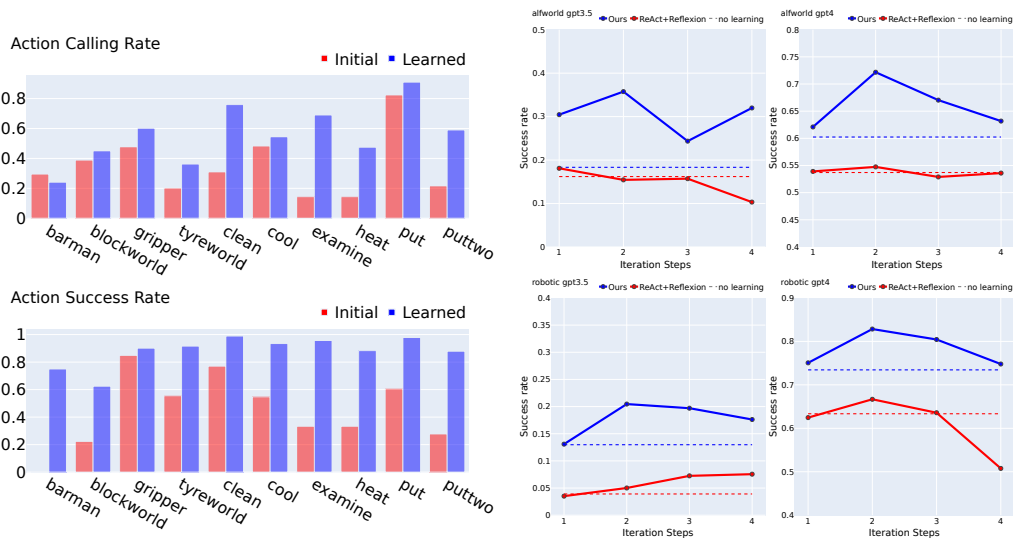 Action Calling Rate
Initial Learned
0.8
0.6
0.4
0.2
0
barman blockworld gripper tyreworld clean cool examine heat put puttwo
Action Success Rate
Initial Learned
1
0.8
0.6
0.4
0.2
0
barman blockworld gripper tyreworld clean cool examine heat put puttwo
alfworld gpt3.5
Ours ReAct+Reflexion no learning
0.5
0.4
0.3
0.2
0.1
0
Success rate
1 2 3 4
Iteration Steps
alfworld gpt4
Ours ReAct+Reflexion no learning
0.8
0.75
0.7
0.65
0.6
0.55
0.5
0.45
0.4
Success rate
1 2 3 4
Iteration Steps
robotic gpt3.5
Ours ReAct+Reflexion no learning
0.4
0.35
0.3
0.25
0.2
0.15
0.1
0.05
0
Success rate
1 2 3 4
Iteration Steps
robotic gpt4
Ours ReAct+Reflexion no learning
0.9
0.8
0.7
0.6
0.5
0.4
Success rate
1 2 3 4
Iteration Steps